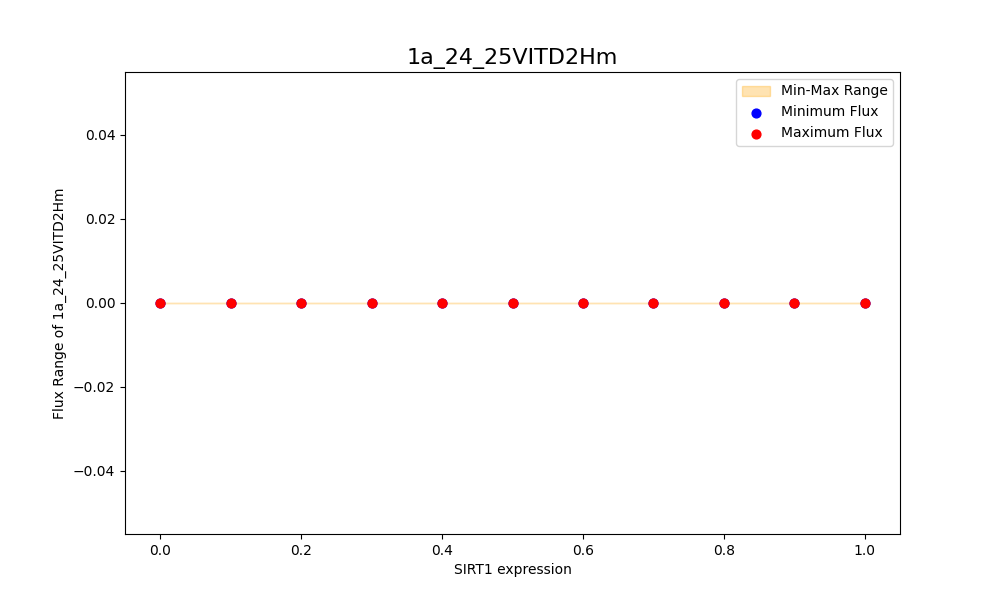 1a_24_25VITD2Hm
Min-Max Range
Minimum Flux
Maximum Flux
Flux Range of 1a_24_25VITD2Hm
0.04
0.02
0.00
−0.02
−0.04
0.0 0.2 0.4 0.6 0.8 1.0
SIRT1 expression